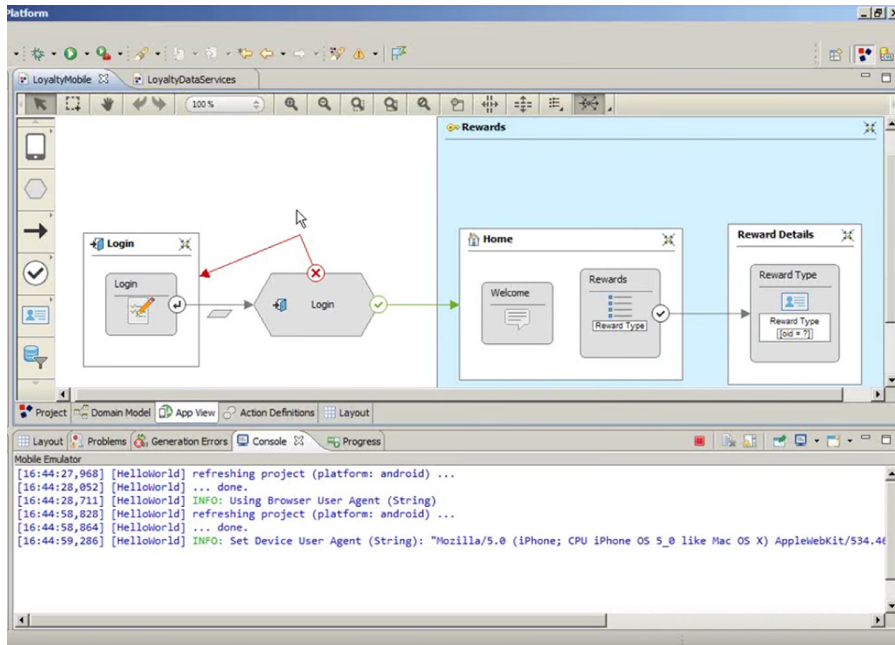 Platform
LoyaltyMobile
LoyaltyDataServices
100 %
Rewards
Login
Login
Login
Home
Welcome
Rewards
Reward Type
Reward Details
Reward Type
Reward Type
[oid = ?]
Project
Domain Model
App View
Action Definitions
Layout
Layout
Problems
Generation Errors
Console
Progress
Mobile Emulator
[16:44:27,968] [HelloWorld] refreshing project (platform: android) ...
[16:44:28,052] [HelloWorld] ... done.
[16:44:28,711] [HelloWorld] INFO: Using Browser User Agent (String)
[16:44:58,828] [HelloWorld] refreshing project (platform: android) ...
[16:44:58,864] [HelloWorld] ... done.
[16:44:59,286] [HelloWorld] INFO: Set Device User Agent (String): "Mozilla/5.0 (iPhone; CPU iPhone OS 5_0 like Mac OS X) AppleWebKit/534.46